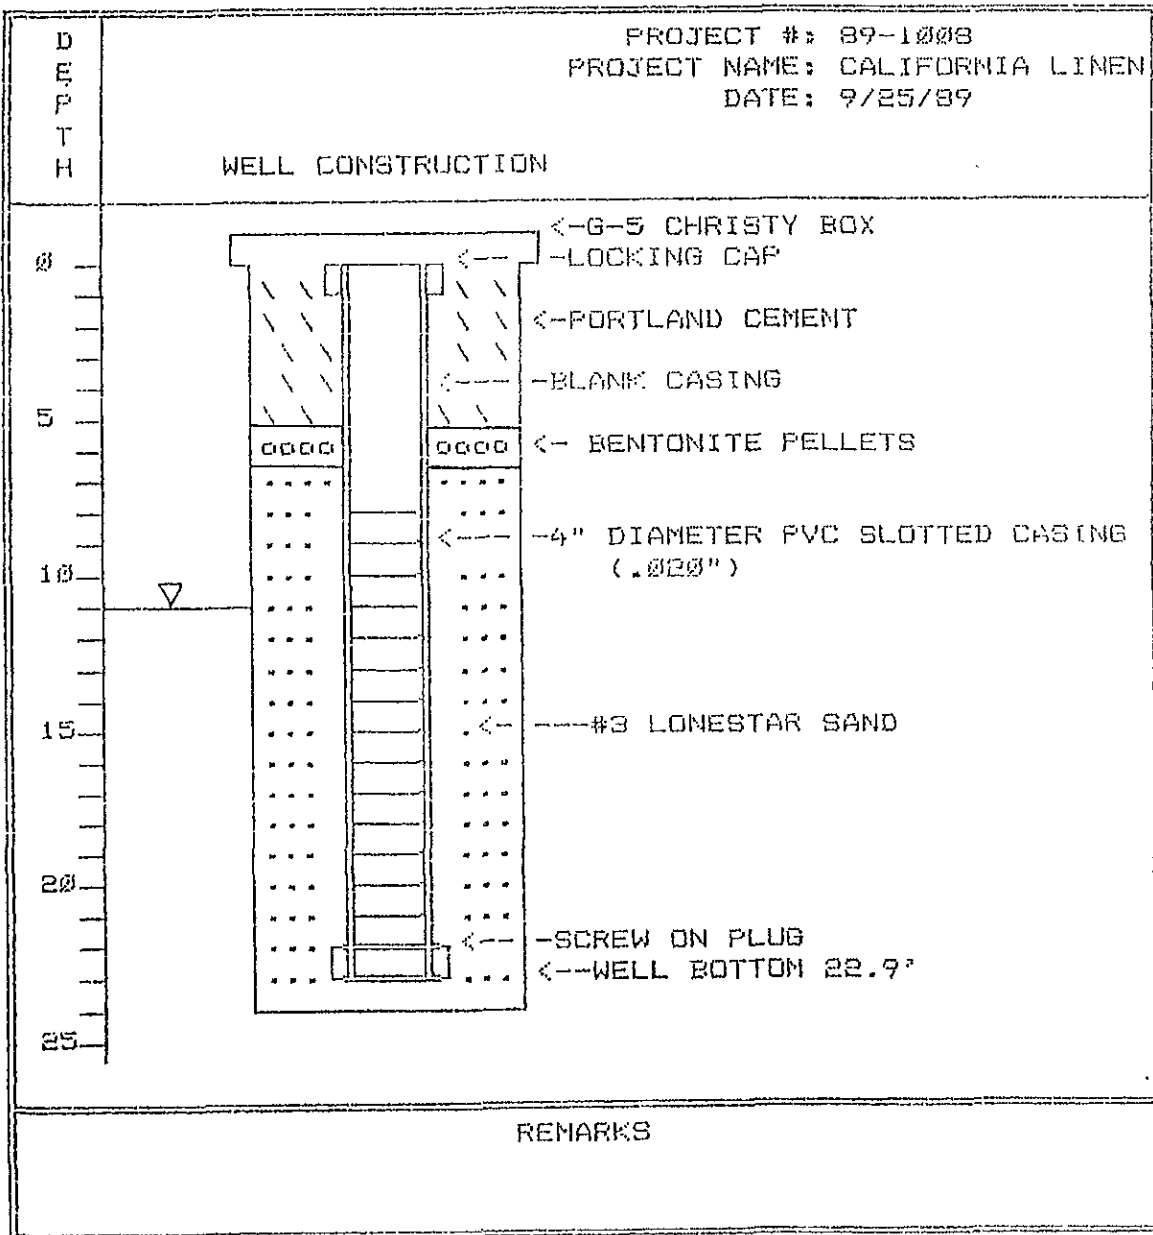 DEPTH
PROJECT #: 89-1008
PROJECT NAME: CALIFORNIA LINEN
DATE: 9/25/89
WELL CONSTRUCTION
<-G-5 CHRISTY BOX
<-- -LOCKING CAP
0
<-PORTLAND CEMENT
<--- -BLANK CASING
5
<- BENTONITE PELLETS
<--- -4" DIAMETER PVC SLOTTED CASING
(.020")
10
15
<- ---#3 LONESTAR SAND
20
<-- -SCREW ON PLUG
<--WELL BOTTOM 22.9'
25
REMARKS